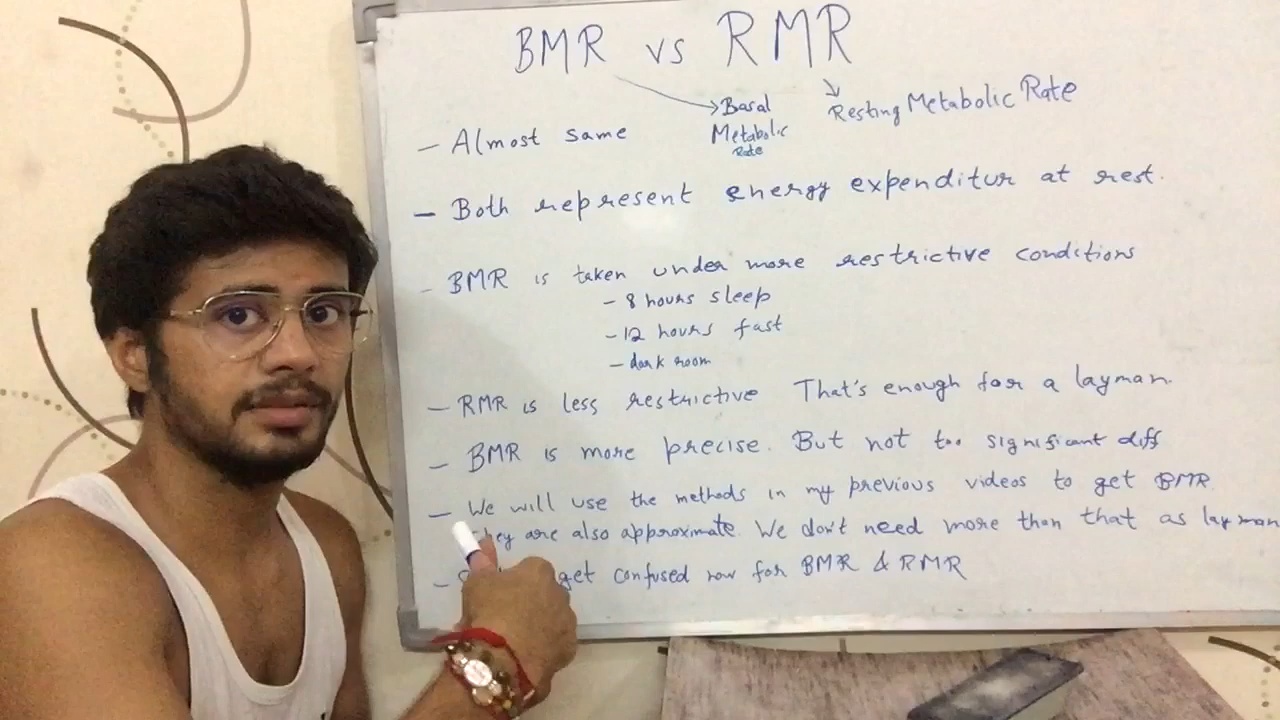 BMR vs RMR
Basal
Metabolic
Rate
Resting Metabolic Rate
- Almost same
- Both represent energy expenditur at rest.
- BMR is taken under more restrictive conditions
- 8 hours sleep
- 12 hours fast
- dark room
- RMR is less restrictive That's enough for a layman.
- BMR is more precise. But not too significant diff
- We will use the methods in my previous videos to get BMR.
are also approximate. We don't need more than that as layman
- get confused now for BMR & RMR